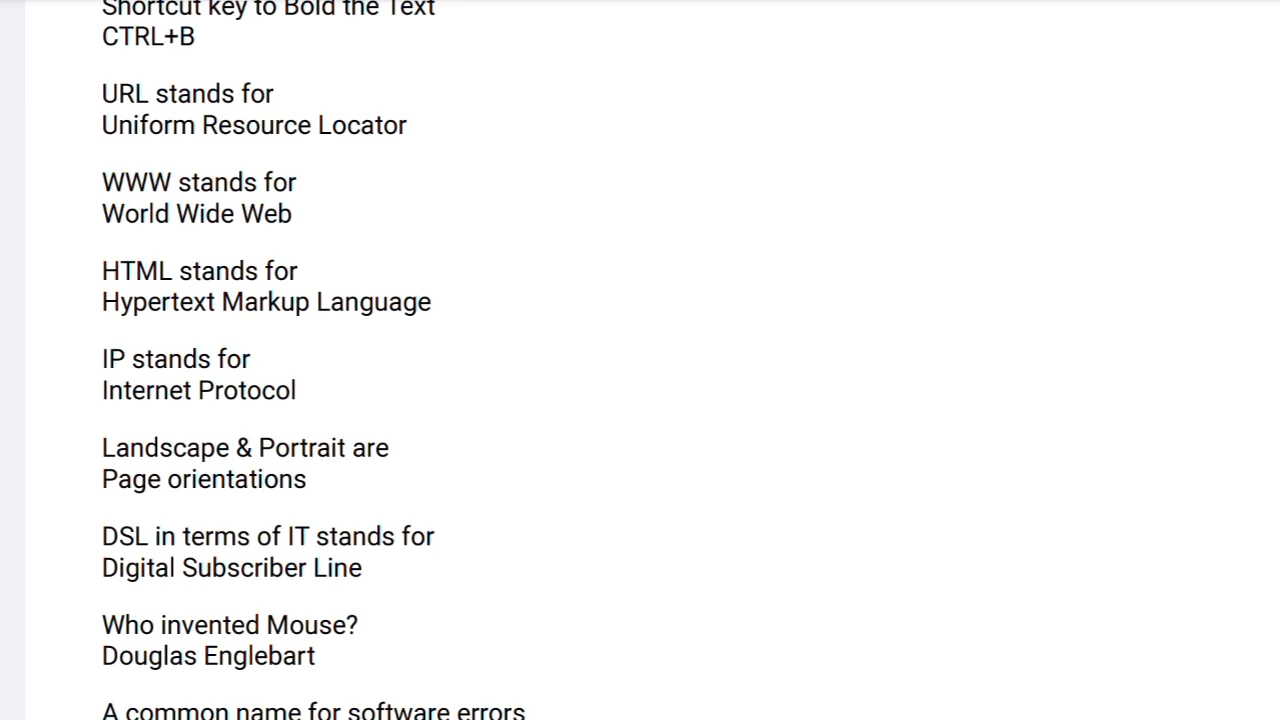 Shortcut key to Bold the Text
CTRL+B
URL stands for
Uniform Resource Locator
WWW stands for
World Wide Web
HTML stands for
Hypertext Markup Language
IP stands for
Internet Protocol
Landscape & Portrait are
Page orientations
DSL in terms of IT stands for
Digital Subscriber Line
Who invented Mouse?
Douglas Englebart
A common name for software errors